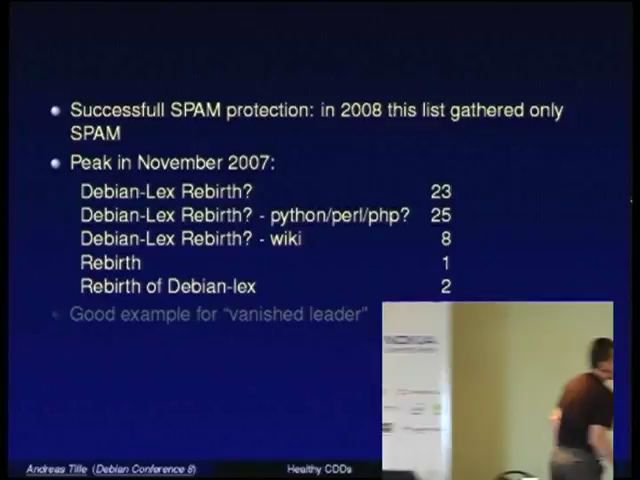 Successfull SPAM protection: in 2008 this list gathered only
SPAM
Peak in November 2007:
Debian-Lex Rebirth? 23
Debian-Lex Rebirth? - python/perl/php? 25
Debian-Lex Rebirth? - wiki 8
Rebirth 1
Rebirth of Debian-lex 2
Good example for “vanished leader”
NOKIA
Andreas Tille (Debian Conference 8) Healthy CDDs